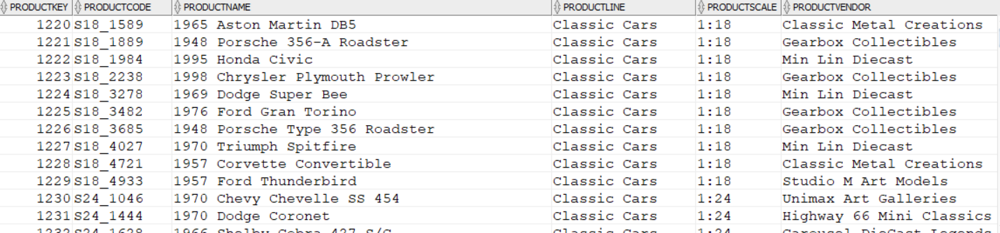 PRODUCTKEY PRODUCTCODE PRODUCTNAME PRODUCTLINE PRODUCTSCALE PRODUCTVENDOR
1220 S18_1589 1965 Aston Martin DB5 Classic Cars 1:18 Classic Metal Creations
1221 S18_1889 1948 Porsche 356-A Roadster Classic Cars 1:18 Gearbox Collectibles
1222 S18_1984 1995 Honda Civic Classic Cars 1:18 Min Lin Diecast
1223 S18_2238 1998 Chrysler Plymouth Prowler Classic Cars 1:18 Gearbox Collectibles
1224 S18_3278 1969 Dodge Super Bee Classic Cars 1:18 Min Lin Diecast
1225 S18_3482 1976 Ford Gran Torino Classic Cars 1:18 Gearbox Collectibles
1226 S18_3685 1948 Porsche Type 356 Roadster Classic Cars 1:18 Gearbox Collectibles
1227 S18_4027 1970 Triumph Spitfire Classic Cars 1:18 Min Lin Diecast
1228 S18_4721 1957 Corvette Convertible Classic Cars 1:18 Classic Metal Creations
1229 S18_4933 1957 Ford Thunderbird Classic Cars 1:18 Studio M Art Models
1230 S24_1046 1970 Chevy Chevelle SS 454 Classic Cars 1:24 Unimax Art Galleries
1231 S24_1444 1970 Dodge Coronet Classic Cars 1:24 Highway 66 Mini Classics
1232 S24_1628 1966 Shelby Cobra 427 S/C Classic Cars 1:24 Carousel DieCast Legends